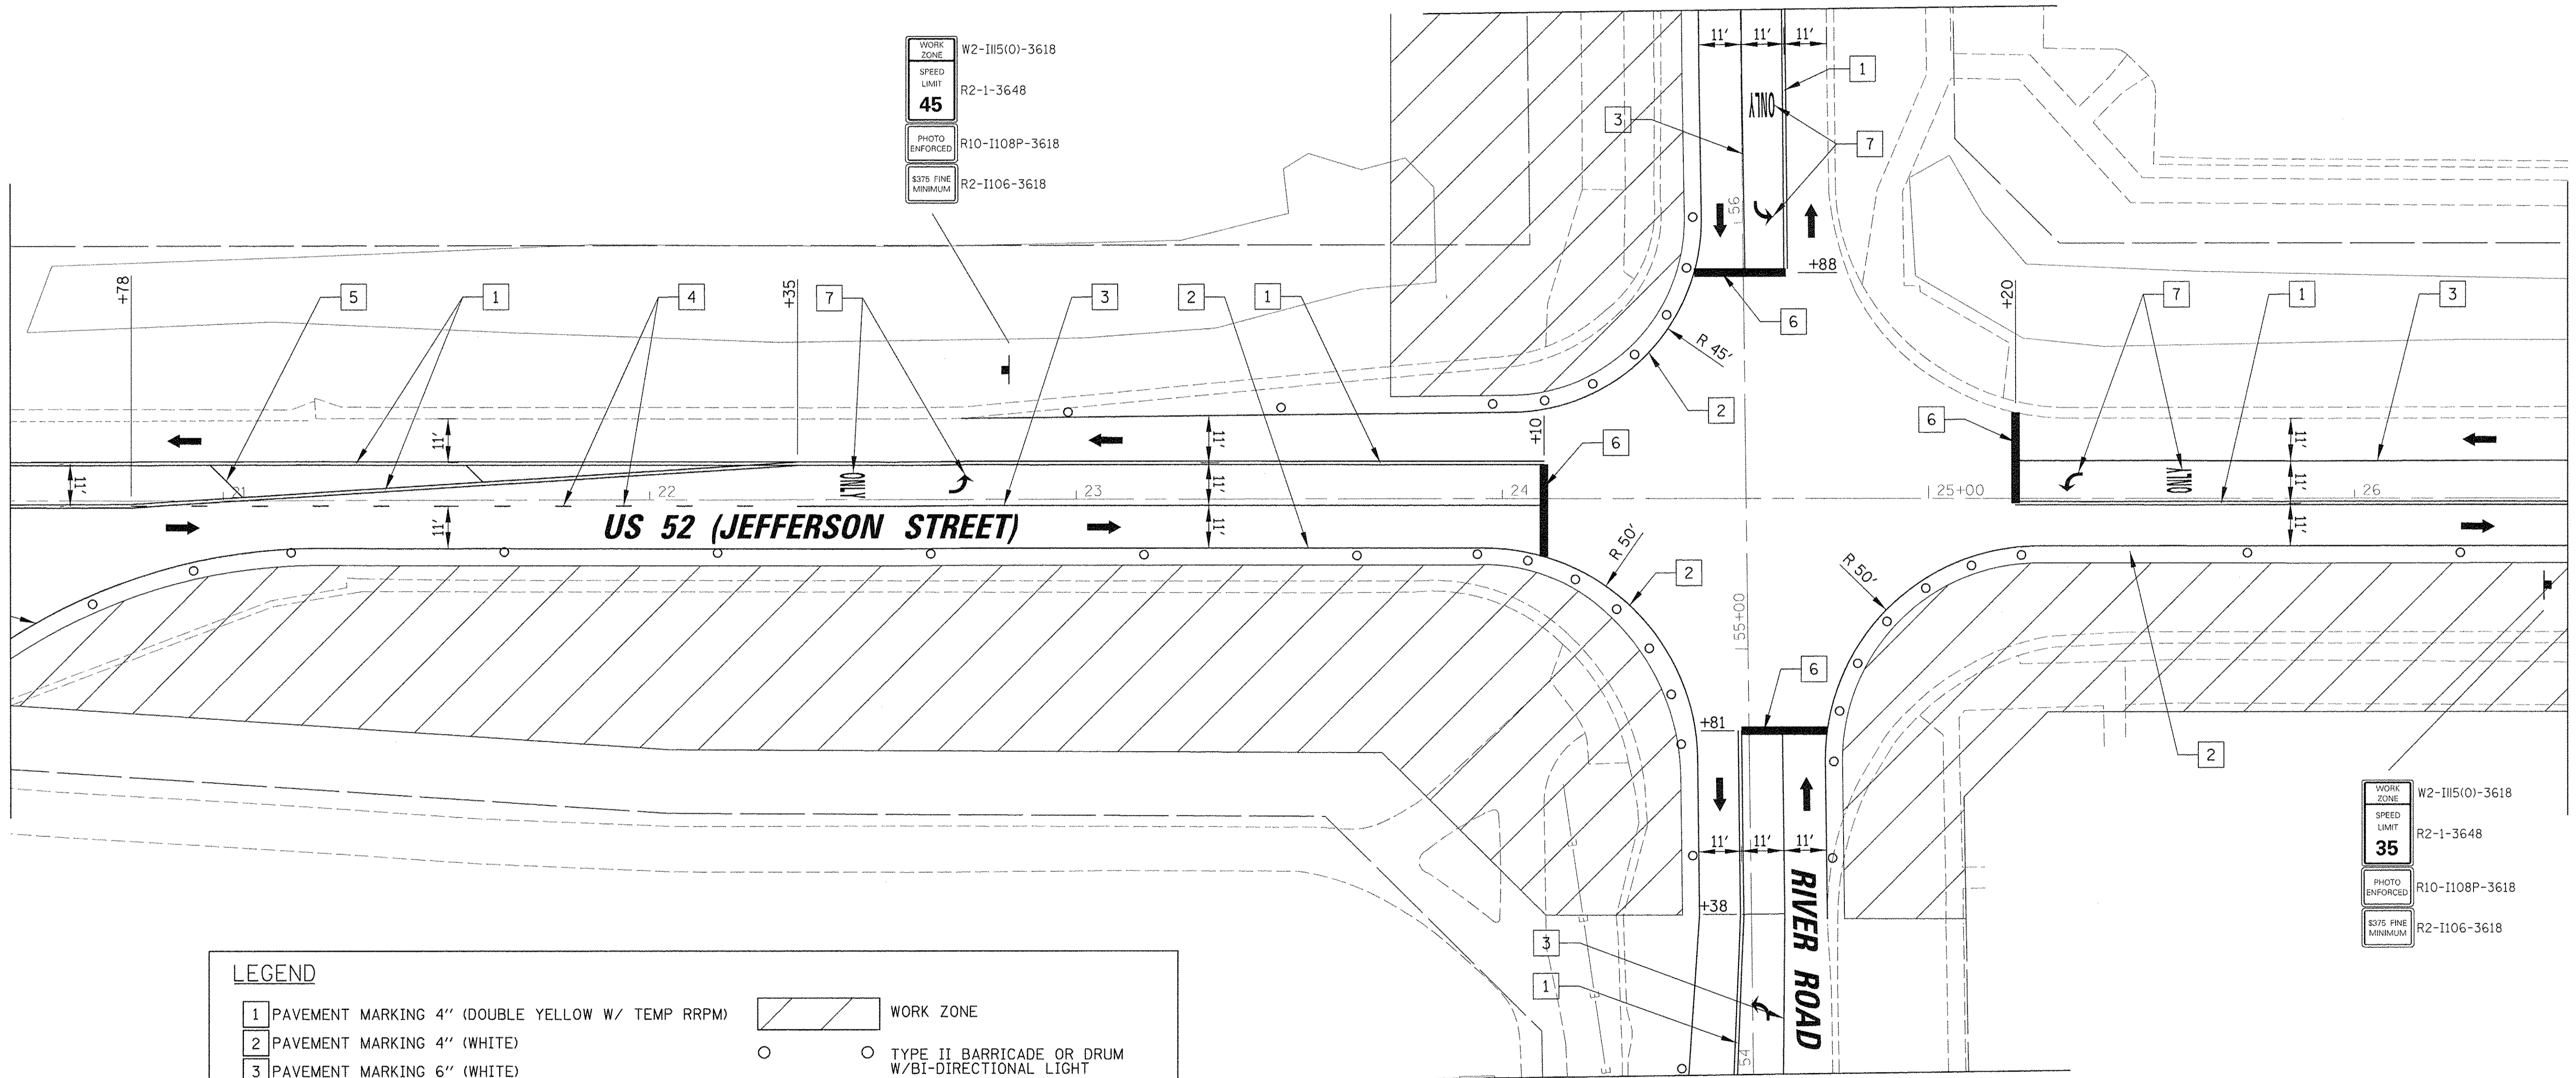 WORK
ZONE
W2-I115(O)-3618
SPEED
LIMIT
45
R2-1-3648
PHOTO
ENFORCED
R10-I108P-3618
$375 FINE
MINIMUM
R2-I106-3618
11' 11' 11'
1
ONLY
3
7
56
+88
6
R 45'
2
+78
5
1
4
+35
7
3
2
1
+10
6
+20
7
1
3
6
11'
11'
11'
11'
11'
11'
11'
11'
11'
21
22
ONLY
23
24
25+00
ONLY
26
US 52 (JEFFERSON STREET)
R 50'
2
R 50'
55+00
6
+81
2
11' 11' 11'
+38
3
1
RIVER ROAD
54
E
E
E
E
WORK
ZONE
W2-I115(O)-3618
SPEED
LIMIT
35
R2-1-3648
PHOTO
ENFORCED
R10-I108P-3618
$375 FINE
MINIMUM
R2-I106-3618
LEGEND
1 PAVEMENT MARKING 4'' (DOUBLE YELLOW W/ TEMP RRPM)
2 PAVEMENT MARKING 4'' (WHITE)
3 PAVEMENT MARKING 6'' (WHITE)
WORK ZONE
TYPE II BARRICADE OR DRUM
W/BI-DIRECTIONAL LIGHT